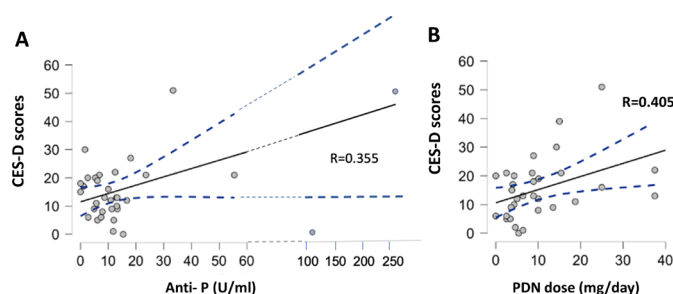 A
CES-D scores
60
50
40
30
20
10
0
R=0.355
0 10 20 30 40 50 60 100 150 200 250
Anti- P (U/ml)
B
CES-D scores
60
50
40
30
20
10
0
R=0.405
0 10 20 30 40
PDN dose (mg/day)